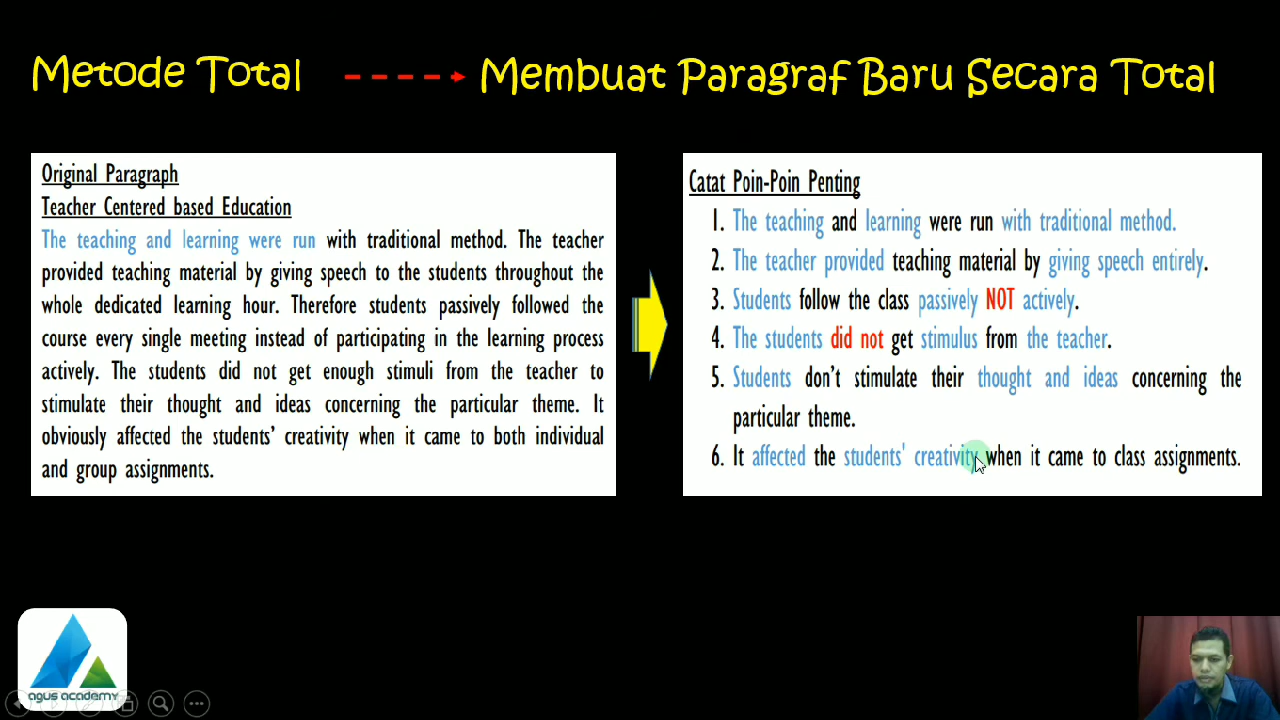 Metode Total
Membuat Paragraf Baru Secara Total
Original Paragraph
Teacher Centered based Education
The teaching and learning were run with traditional method. The teacher
provided teaching material by giving speech to the students throughout the
whole dedicated learning hour. Therefore students passively followed the
course every single meeting instead of participating in the learning process
actively. The students did not get enough stimuli from the teacher to
stimulate their thought and ideas concerning the particular theme. It
obviously affected the students' creativity when it came to both individual
and group assignments.
Catat Poin-Poin Penting
1. The teaching and learning were run with traditional method.
2. The teacher provided teaching material by giving speech entirely.
3. Students follow the class passively NOT actively.
4. The students did not get stimulus from the teacher.
5. Students don't stimulate their thought and ideas concerning the
particular theme.
6. It affected the students' creativity when it came to class assignments.
agus academy